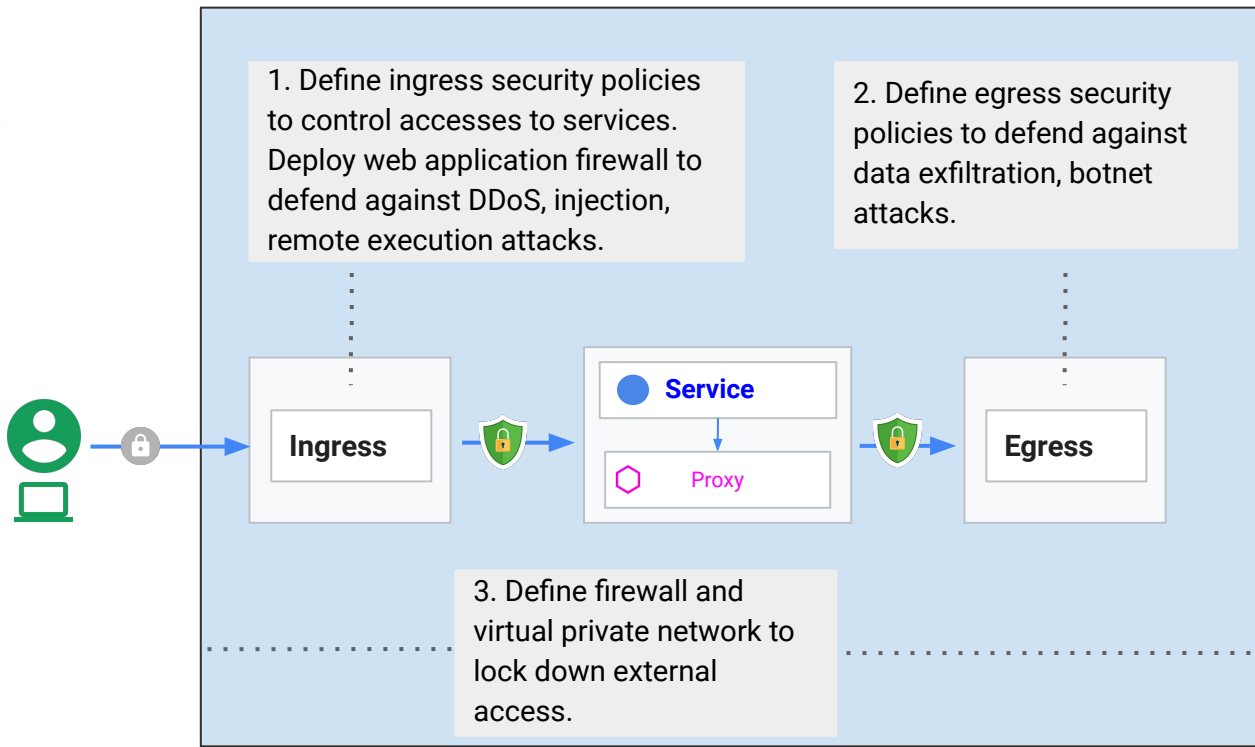 1. Define ingress security policies
to control accesses to services.
Deploy web application firewall to
defend against DDoS, injection,
remote execution attacks.
2. Define egress security
policies to defend against
data exfiltration, botnet
attacks.
Ingress
Service
Proxy
Egress
3. Define firewall and
virtual private network to
lock down external
access.